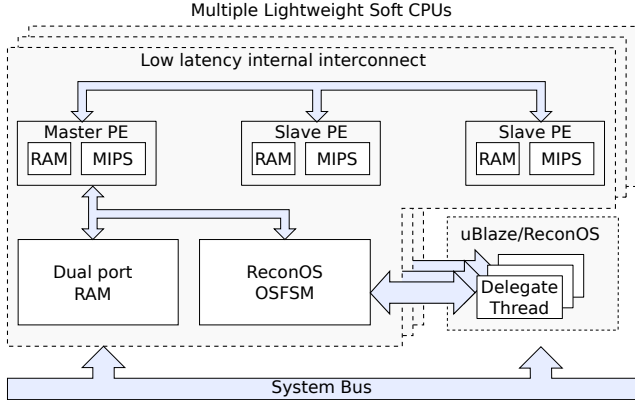 Multiple Lightweight Soft CPUs
Low latency internal interconnect
Master PE
RAM MIPS
Slave PE
RAM MIPS
Slave PE
RAM MIPS
Dual port
RAM
ReconOS
OSFSM
uBlaze/ReconOS
Delegate
Thread
System Bus